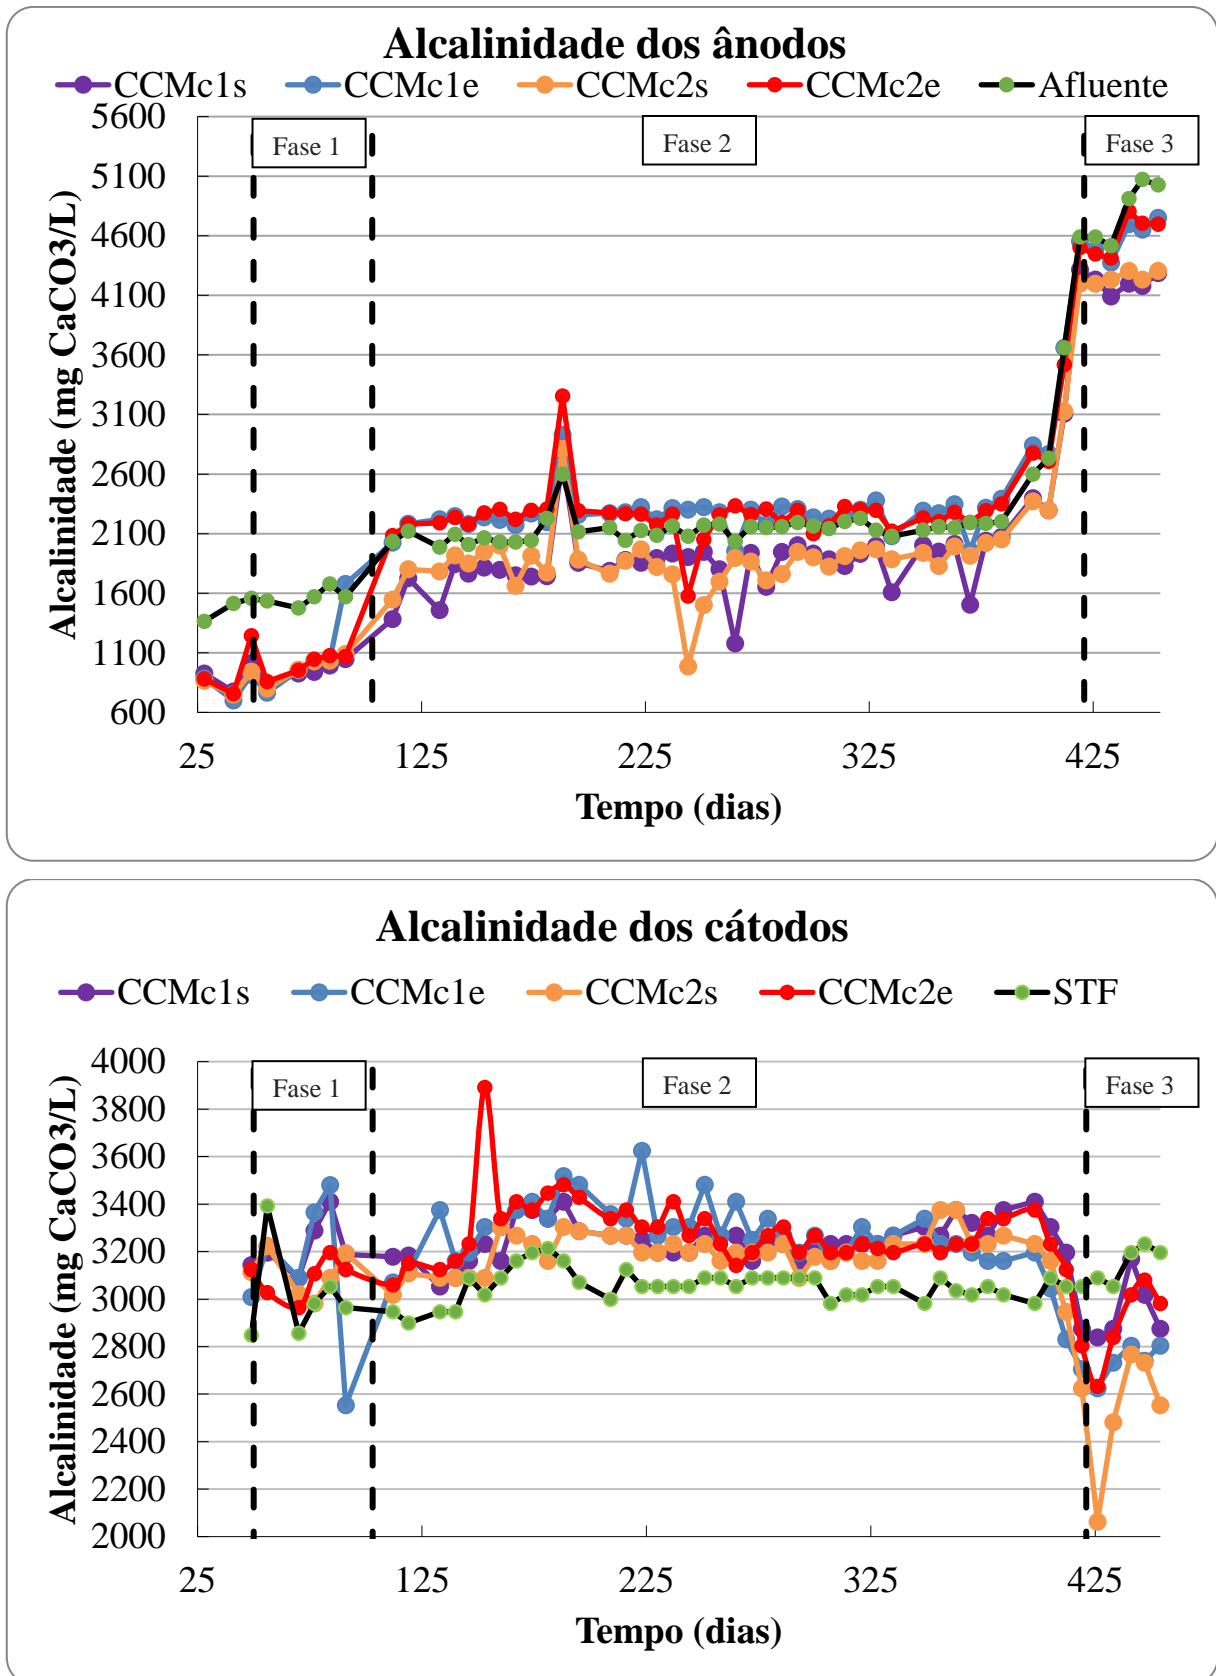 Alcalinidade dos ânodos
CCMc1s CCMc1e CCMc2s CCMc2e Afluente
Alcalinidade (mg CaCO3/L)
5600
5100
4600
4100
3600
3100
2600
2100
1600
1100
600
Fase 1 Fase 2 Fase 3
25 125 225 325 425
Tempo (dias)
Alcalinidade dos cátodos
CCMc1s CCMc1e CCMc2s CCMc2e STF
Alcalinidade (mg CaCO3/L)
4000
3800
3600
3400
3200
3000
2800
2600
2400
2200
2000
Fase 1 Fase 2 Fase 3
25 125 225 325 425
Tempo (dias)